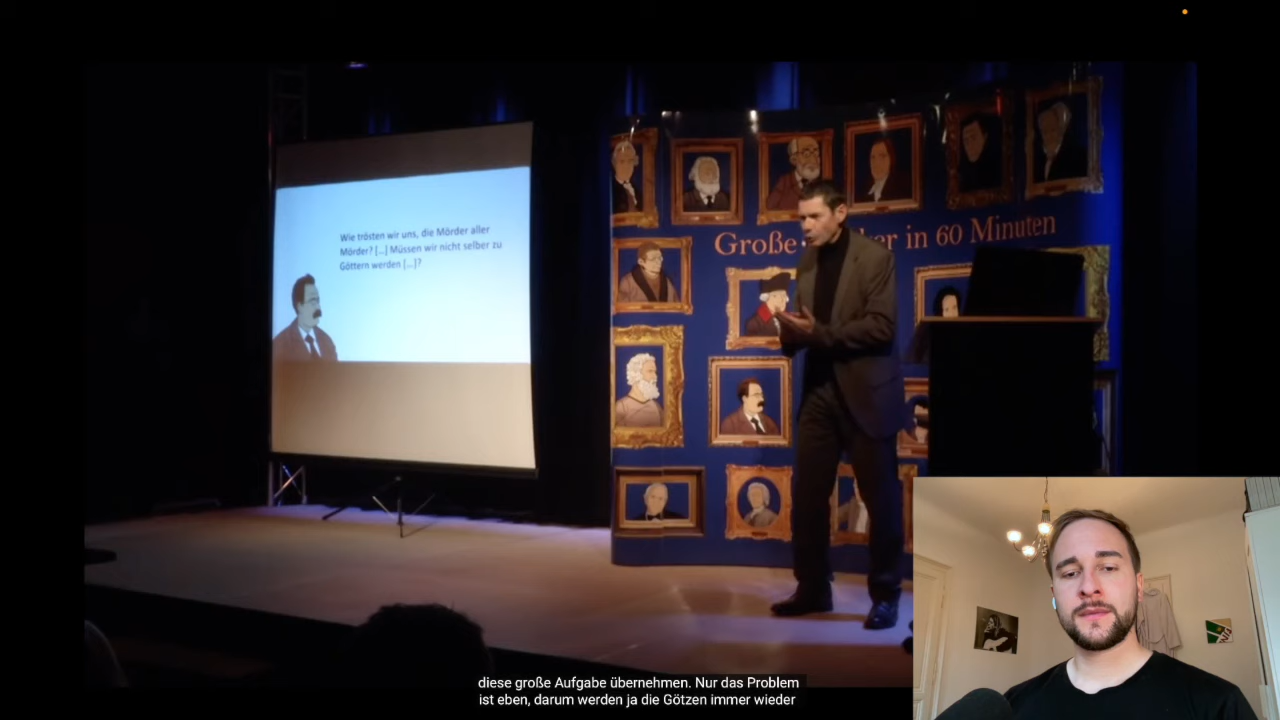 Wie trösten wir uns, die Mörder aller
Mörder? [...] Müssen wir nicht selber zu
Göttern werden [...]?
Große
er in 60 Minuten
diese große Aufgabe übernehmen. Nur das Problem
ist eben, darum werden ja die Götzen immer wieder